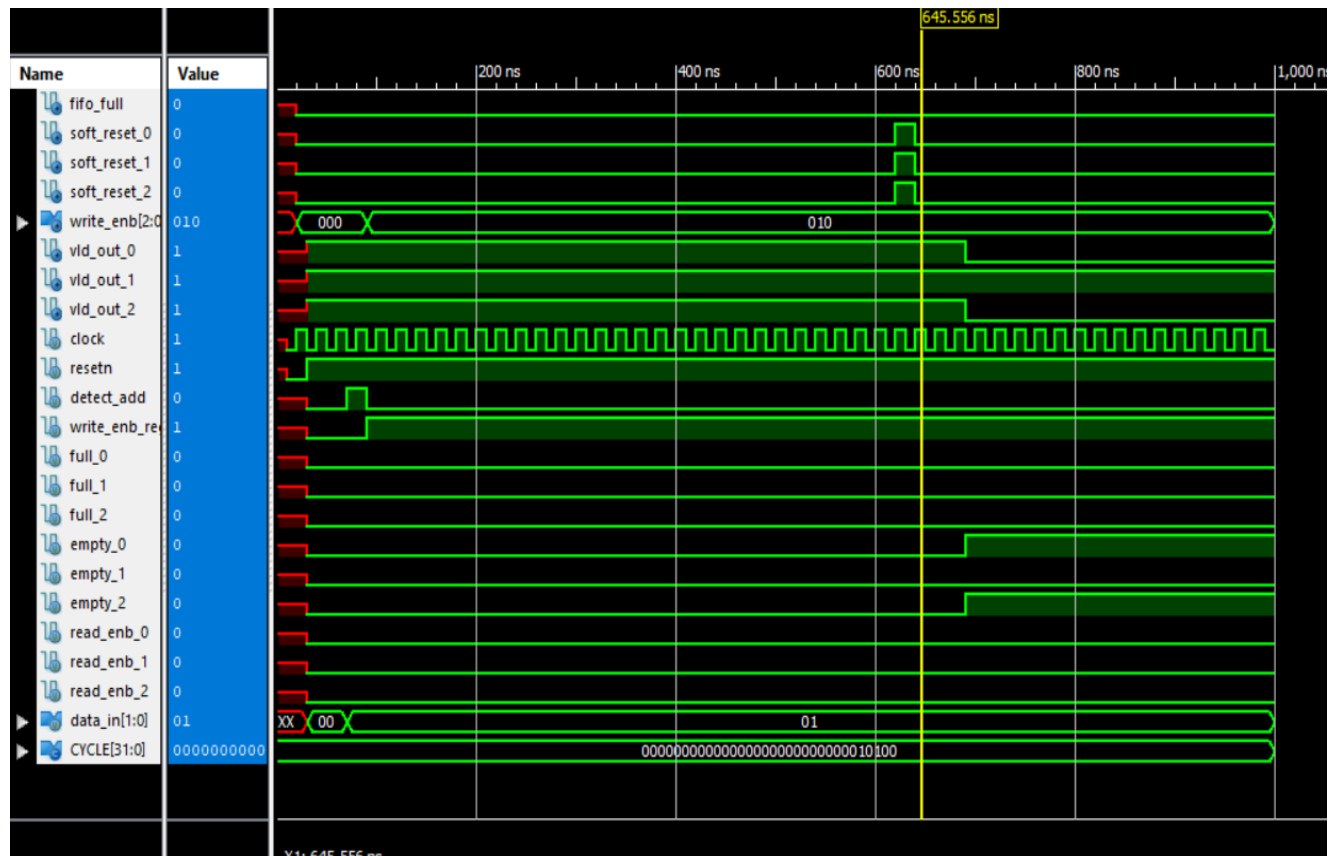 645.556 ns
Name Value
200 ns 400 ns 600 ns 800 ns 1,000 n
fifo_full 0
soft_reset_0 0
soft_reset_1 0
soft_reset_2 0
write_enb[2:0 010 000 010
vld_out_0 1
vld_out_1 1
vld_out_2 1
clock 1
resetn 1
detect_add 0
write_enb_re 1
full_0 0
full_1 0
full_2 0
empty_0 0
empty_1 0
empty_2 0
read_enb_0 0
read_enb_1 0
read_enb_2 0
data_in[1:0] 01 XX 00 01
CYCLE[31:0] 0000000000 00000000000000000000000000010100
X1: 645.556 ns